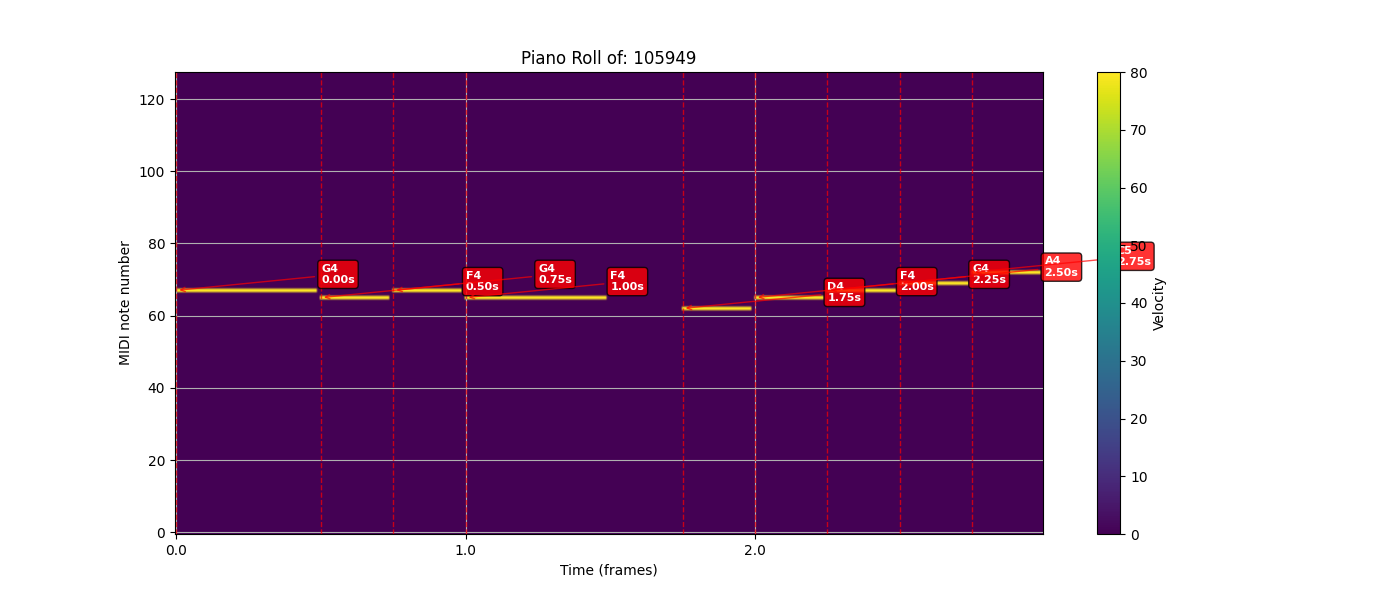 Piano Roll of: 105949
MIDI note number
120
100
80
60
40
20
0
G4
0.00s
F4
0.50s
G4
0.75s
F4
1.00s
D4
1.75s
F4
2.00s
G4
2.25s
A4
2.50s
C5
2.75s
0.0
1.0
2.0
Time (frames)
80
70
60
50
40
30
20
10
0
Velocity